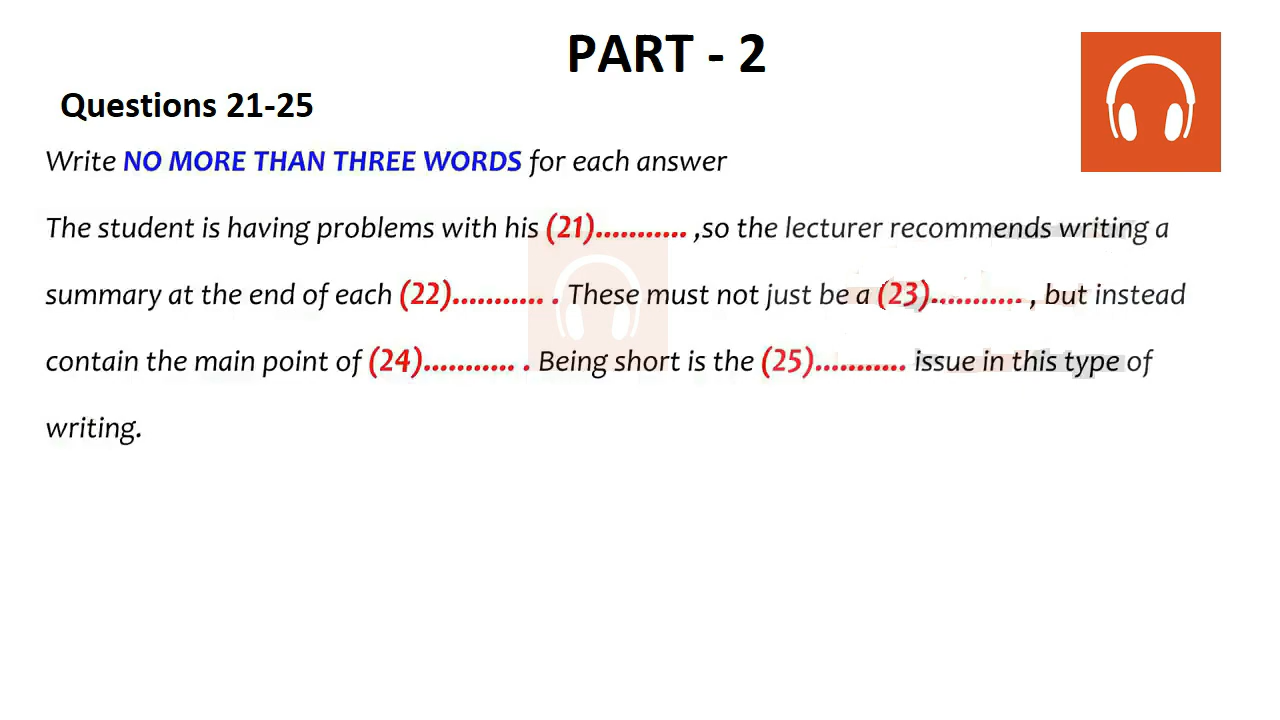 PART - 2
Questions 21-25
Write NO MORE THAN THREE WORDS for each answer
The student is having problems with his (21)........... ,so the lecturer recommends writing a
summary at the end of each (22)........... . These must not just be a (23)........... , but instead
contain the main point of (24)........... . Being short is the (25)........... issue in this type of
writing.